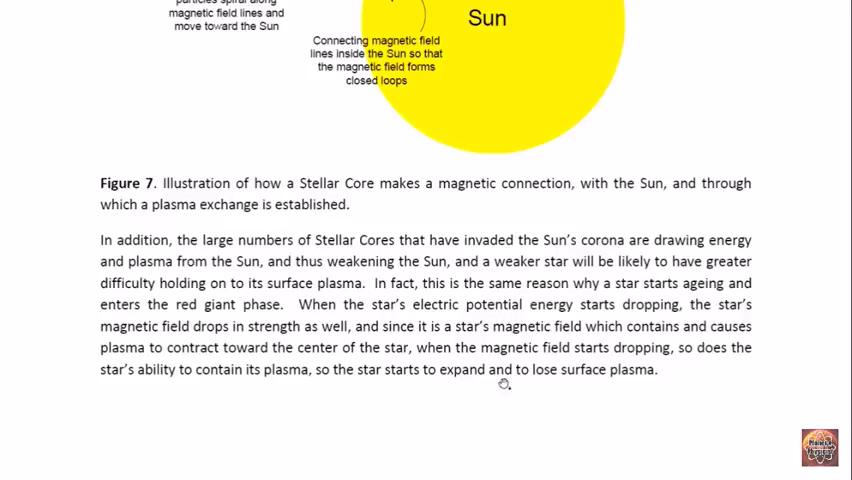 particles spiral along
magnetic field lines and
move toward the Sun
Sun
Connecting magnetic field
lines inside the Sun so that
the magnetic field forms
closed loops
Figure 7. Illustration of how a Stellar Core makes a magnetic connection, with the Sun, and through
which a plasma exchange is established.
In addition, the large numbers of Stellar Cores that have invaded the Sun's corona are drawing energy
and plasma from the Sun, and thus weakening the Sun, and a weaker star will be likely to have greater
difficulty holding on to its surface plasma. In fact, this is the same reason why a star starts ageing and
enters the red giant phase. When the star's electric potential energy starts dropping, the star's
magnetic field drops in strength as well, and since it is a star's magnetic field which contains and causes
plasma to contract toward the center of the star, when the magnetic field starts dropping, so does the
star's ability to contain its plasma, so the star starts to expand and to lose surface plasma.